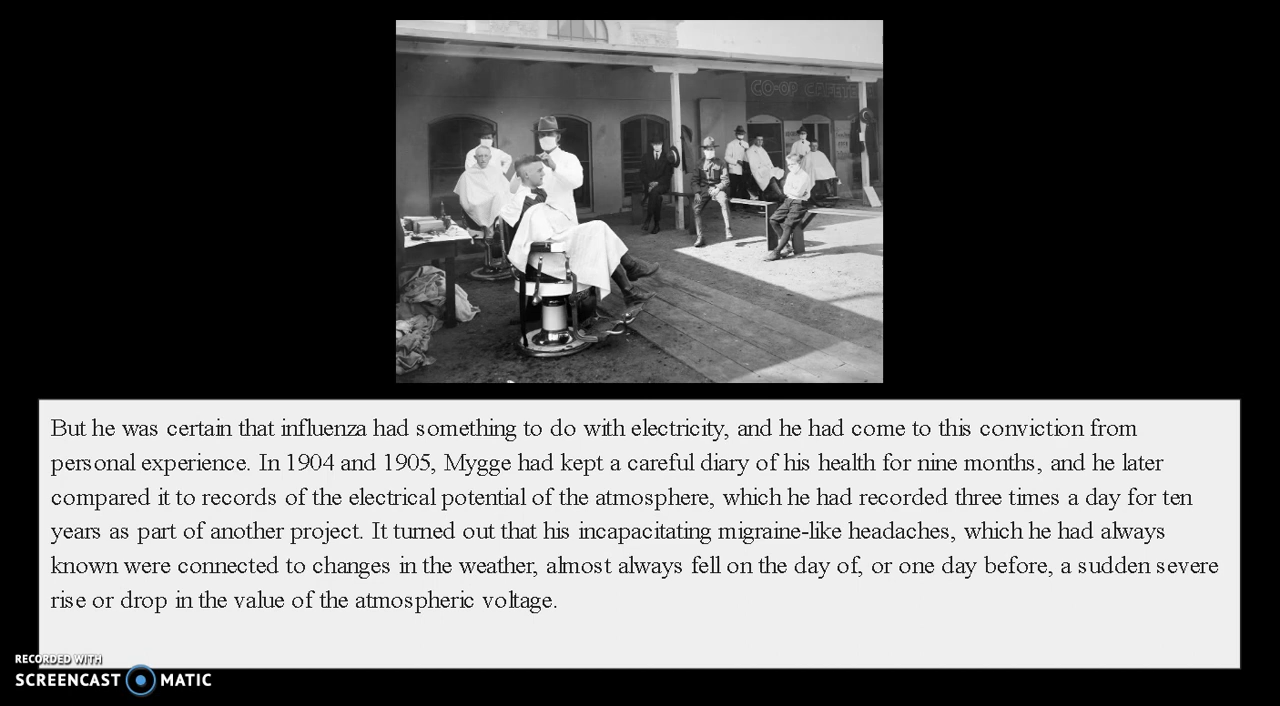 CO-OP CAFETE
But he was certain that influenza had something to do with electricity, and he had come to this conviction from
personal experience. In 1904 and 1905, Mygge had kept a careful diary of his health for nine months, and he later
compared it to records of the electrical potential of the atmosphere, which he had recorded three times a day for ten
years as part of another project. It turned out that his incapacitating migraine-like headaches, which he had always
known were connected to changes in the weather, almost always fell on the day of, or one day before, a sudden severe
rise or drop in the value of the atmospheric voltage.
RECORDED WITH
SCREENCAST MATIC